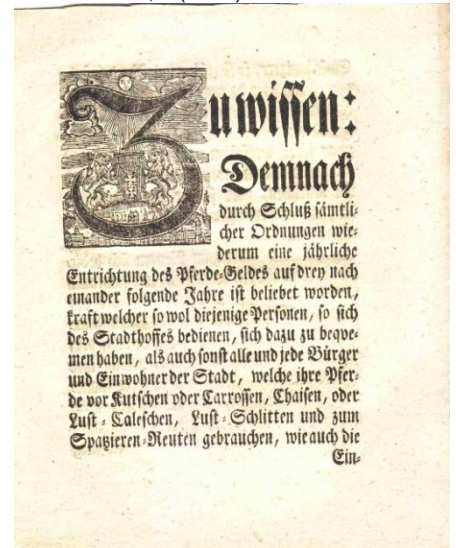 Zu wissen:
Demnach
durch Schluß sämtli-
cher Ordnungen wie-
derum eine jährliche
Entrichtung des Pferde-Geldes auf drey nach
einander folgende Jahre ist beliebet worden,
kraft welcher so wol diejenige Personen, so sich
des Stadthoffes bedienen, sich dazu zu beqve-
men haben, als auch sonst alle und jede Bürger
und Einwohner der Stadt, welche ihre Pfer-
de vor Kutschen oder Carrossen, Chaisen, oder
Lust-Caleschen, Lust-Schlitten und zum
Spatzieren-Reuten gebrauchen, wie auch die
Ein-